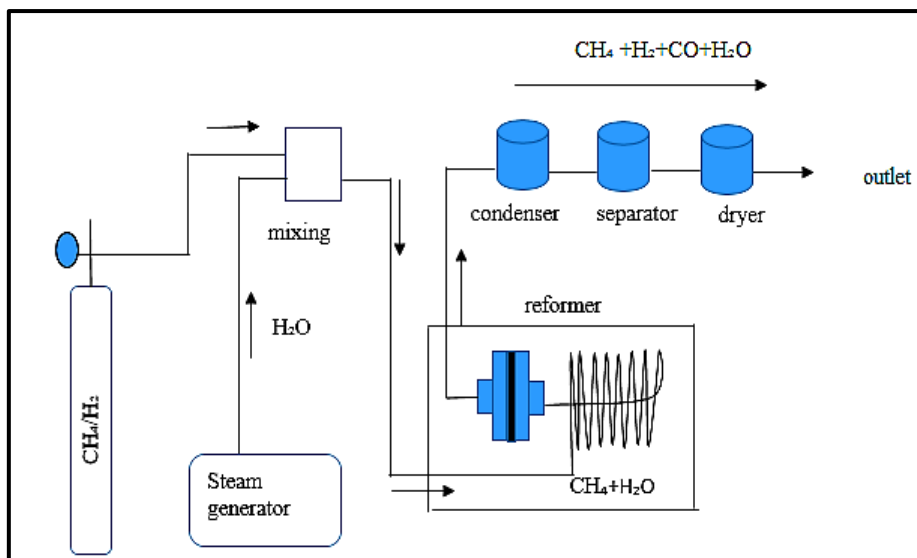 CH₄ +H₂+CO+H₂O
outlet
condenser
separator
dryer
mixing
reformer
H₂O
CH₄/H₂
Steam
generator
CH₄+H₂O